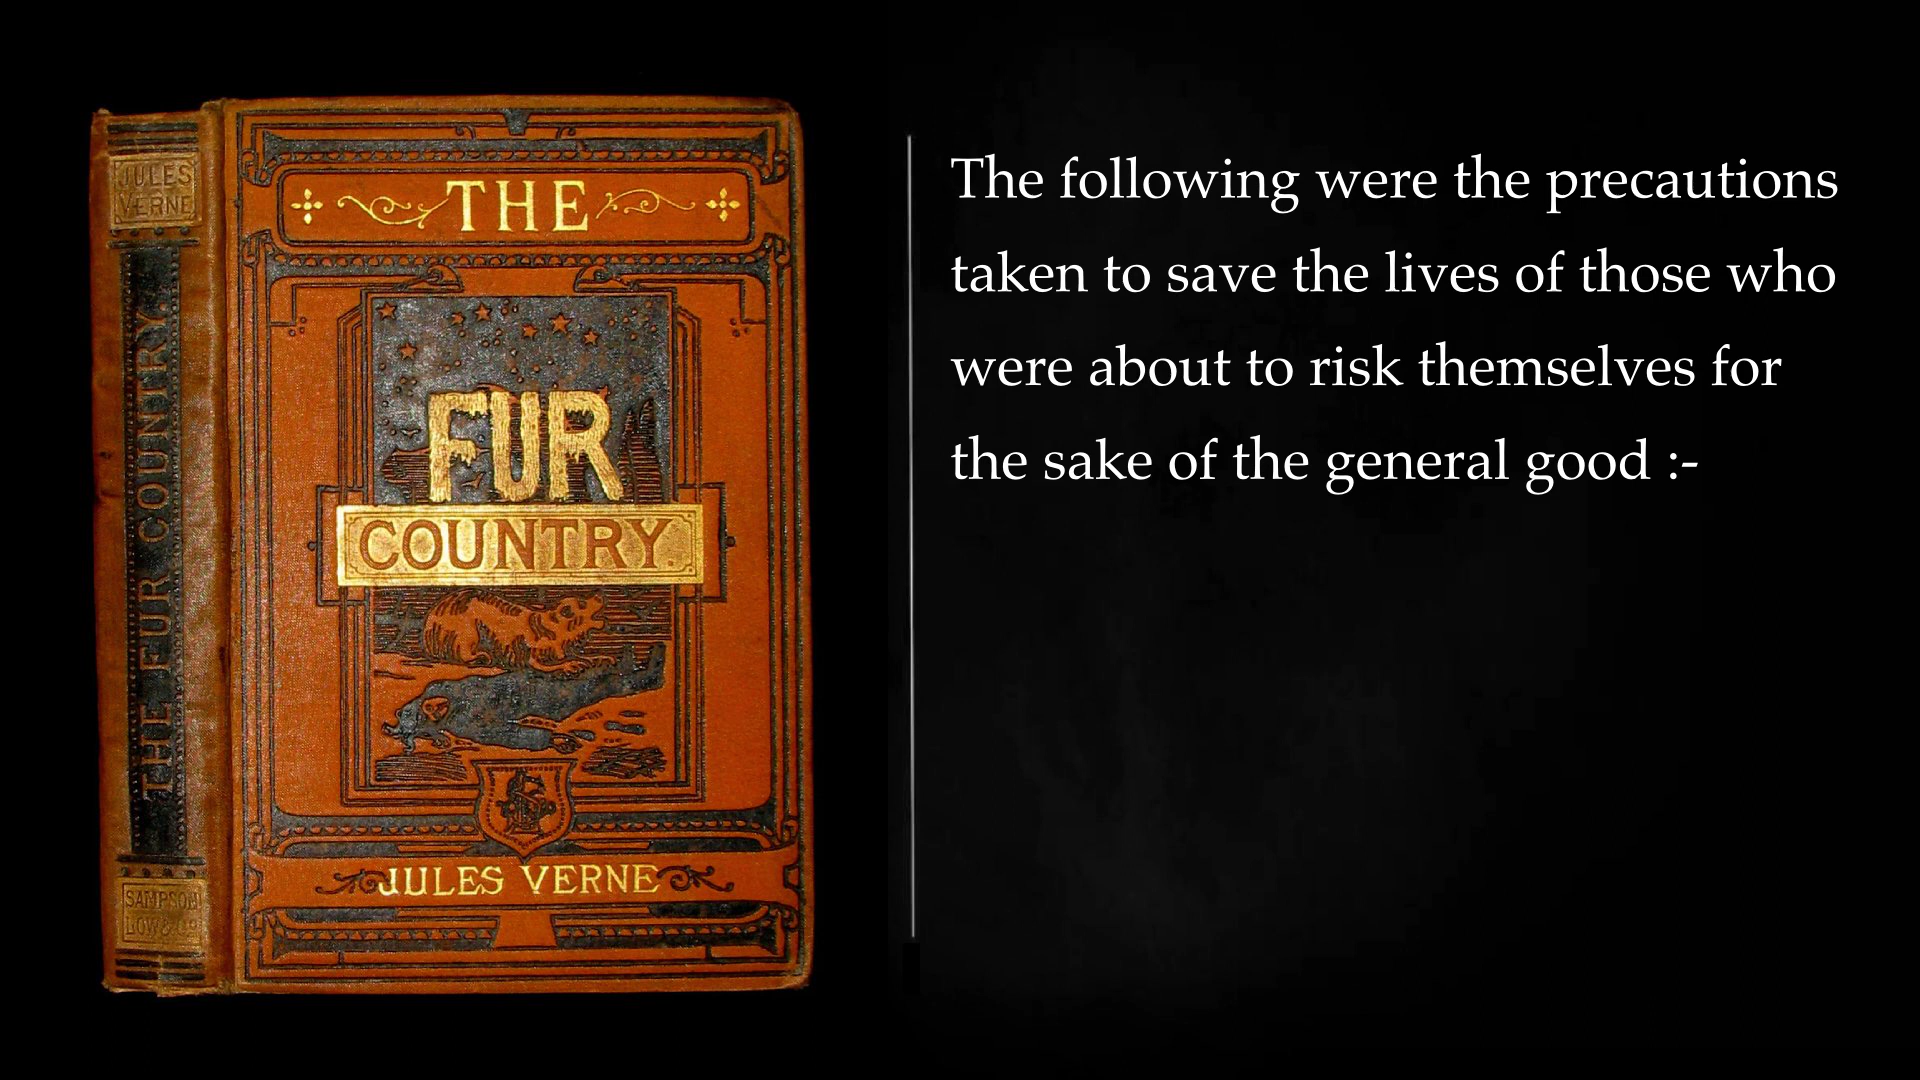 JULES
VERNE
THE FUR COUNTRY.
SAMPSON
LOW & Co
THE
FUR
COUNTRY.
JULES VERNE
The following were the precautions
taken to save the lives of those who
were about to risk themselves for
the sake of the general good :-